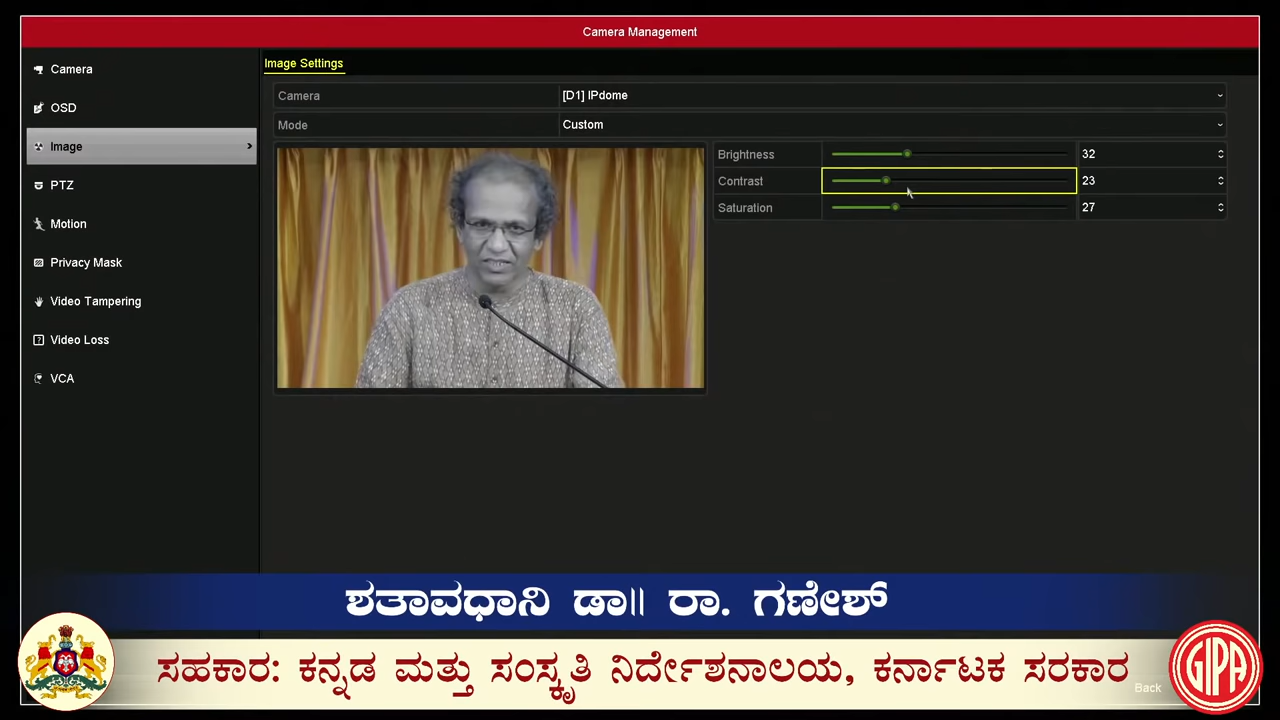 Camera Management
Camera
OSD
Image
PTZ
Motion
Privacy Mask
Video Tampering
Video Loss
VCA
Image Settings
Camera [D1] IPdome
Mode Custom
Brightness 32
Contrast 23
Saturation 27
ಶತಾವಧಾನಿ ಡಾ॥ ರಾ. ಗಣೇಶ್
ಸಹಕಾರ: ಕನ್ನಡ ಮತ್ತು ಸಂಸ್ಕೃತಿ ನಿರ್ದೇಶನಾಲಯ, ಕರ್ನಾಟಕ ಸರಕಾರ
Back
GIPA